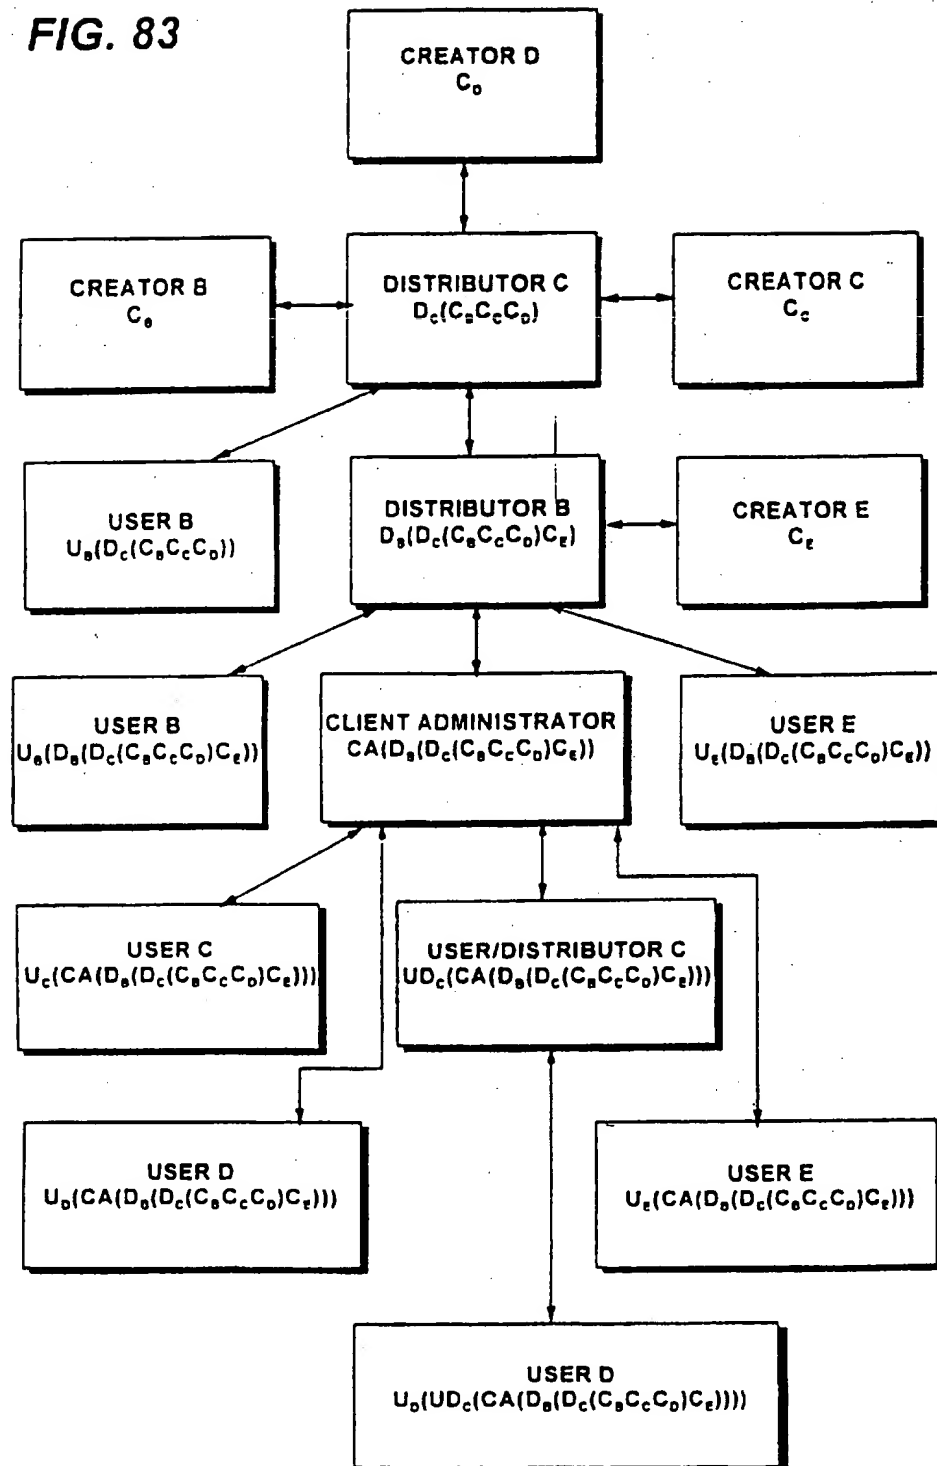 FIG. 83
CREATOR D
C_D
CREATOR B
C_B
DISTRIBUTOR C
D_C(C_BC_CC_D)
CREATOR C
C_C
USER B
U_B(D_C(C_BC_CC_D))
DISTRIBUTOR B
D_B(D_C(C_BC_CC_D)C_E)
CREATOR E
C_E
USER B
U_B(D_B(D_C(C_BC_CC_D)C_E))
CLIENT ADMINISTRATOR
CA(D_B(D_C(C_BC_CC_D)C_E))
USER E
U_E(D_B(D_C(C_BC_CC_D)C_E))
USER C
U_C(CA(D_B(D_C(C_BC_CC_D)C_E)))
USER/DISTRIBUTOR C
UD_C(CA(D_B(D_C(C_BC_CC_D)C_E)))
USER D
U_D(CA(D_B(D_C(C_BC_CC_D)C_E)))
USER E
U_E(CA(D_B(D_C(C_BC_CC_D)C_E)))
USER D
U_D(UD_C(CA(D_B(D_C(C_BC_CC_D)C_E))))